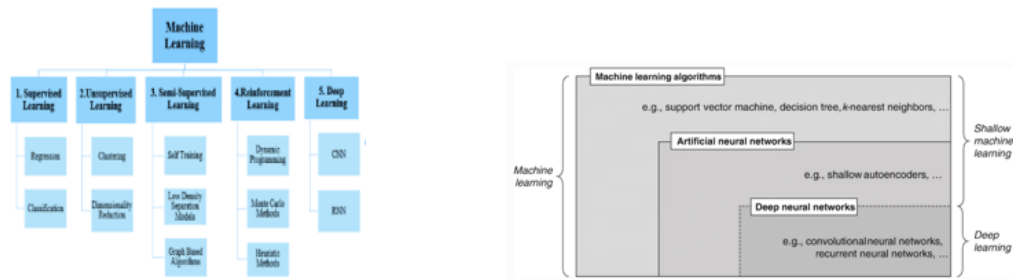 Machine
Learning
1. Supervised
Learning
2.Unsupervised
Learning
3. Semi-Supervised
Learning
4.Reinforcement
Learning
5. Deep
Learning
Regression
Clustering
Self Training
Dynamic
Programming
CNN
Classification
Dimensionality
Reduction
Low Density
Separation
Models
Monte Carlo
Methods
RNN
Graph Based
Algorithms
Heuristic
Methods
Machine learning algorithms
e.g., support vector machine, decision tree, k-nearest neighbors, ...
Artificial neural networks
e.g., shallow autoencoders, ...
Deep neural networks
e.g., convolutional neural networks,
recurrent neural networks, ...
Machine
learning
Shallow
machine
learning
Deep
learning